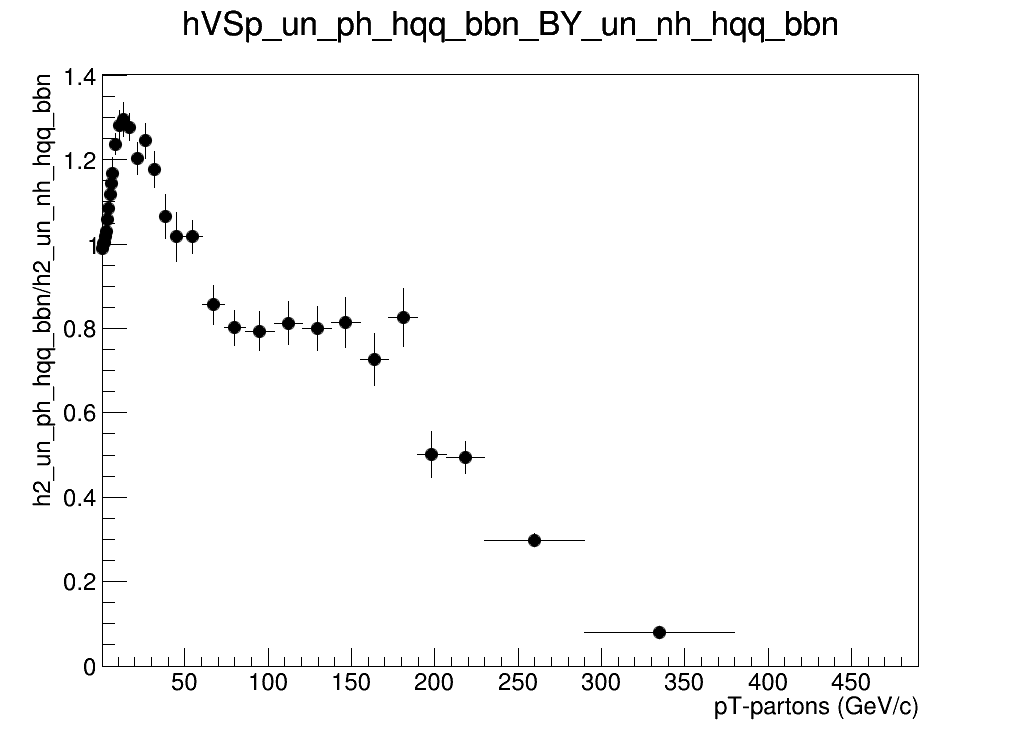 hVSp_un_ph_hqq_bbn_BY_un_nh_hqq_bbn
h2_un_ph_hqq_bbn/h2_un_nh_hqq_bbn
1.4
1.2
1
0.8
0.6
0.4
0.2
0
50 100 150 200 250 300 350 400 450
pT-partons (GeV/c)